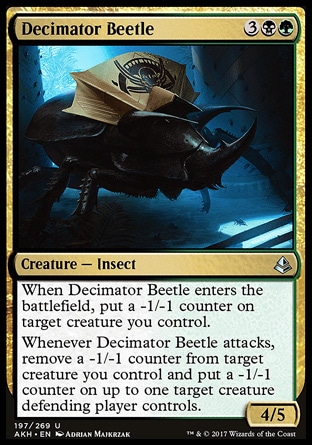 Decimator Beetle 3
Creature — Insect
When Decimator Beetle enters the
battlefield, put a -1/-1 counter on
target creature you control.
Whenever Decimator Beetle attacks,
remove a -1/-1 counter from target
creature you control and put a -1/-1
counter on up to one target creature
defending player controls.
4/5
197/269 U
AKH • EN Adrian Majkrzak ™ & © 2017 Wizards of the Coast